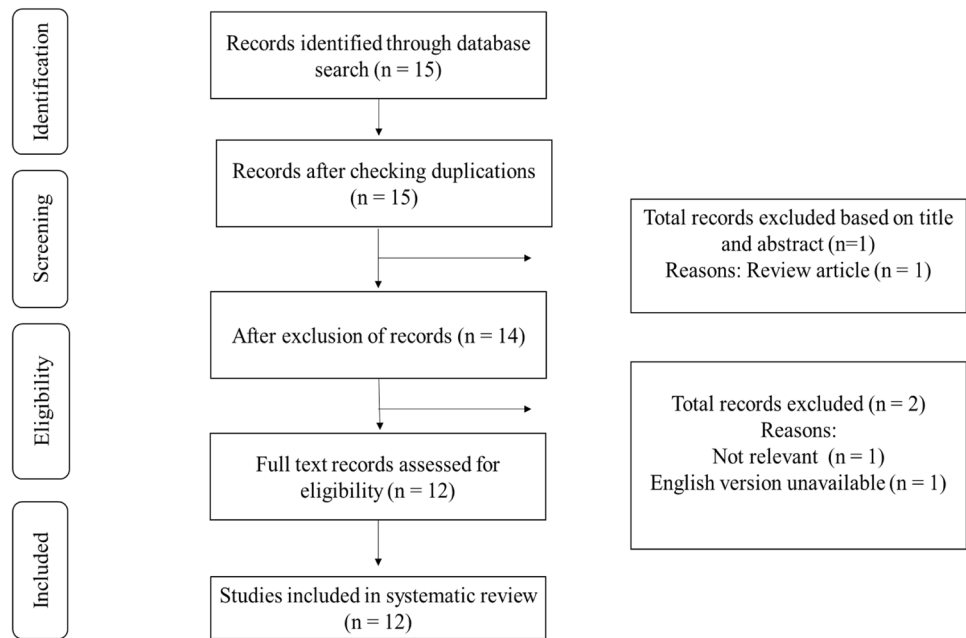 Identification
Records identified through database
search (n = 15)
Records after checking duplications
(n = 15)
Screening
Total records excluded based on title
and abstract (n=1)
Reasons: Review article (n = 1)
After exclusion of records (n = 14)
Eligibility
Total records excluded (n = 2)
Reasons:
Not relevant (n = 1)
English version unavailable (n = 1)
Full text records assessed for
eligibility (n = 12)
Included
Studies included in systematic review
(n = 12)